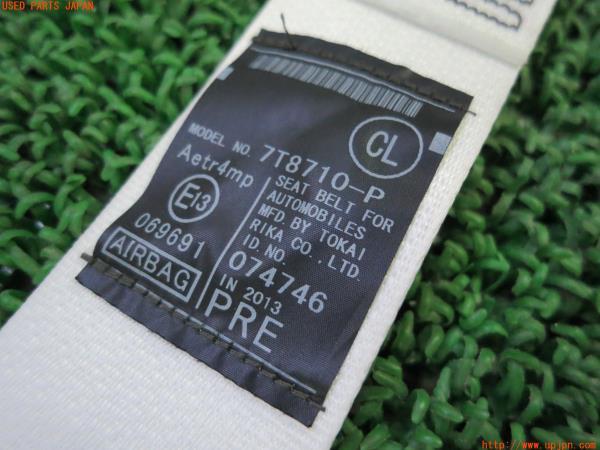 USED PARTS JAPAN
CL
MODEL NO. 7T8710-P
Aetr4mp
E13
069691
AIRBAG
SEAT BELT FOR
AUTOMOBILES
MFD. BY TOKAI
RIKA CO.,LTD.
ID. NO.
074746
IN 2013
PRE
http://www.upjpn.com